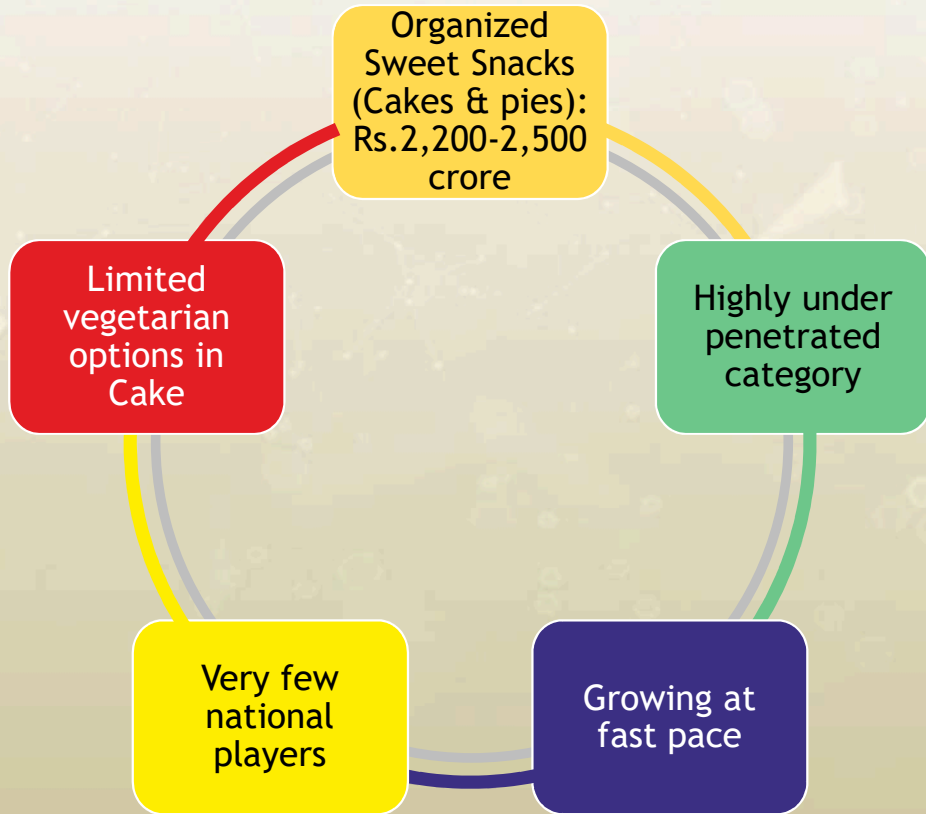 Organized
Sweet Snacks
(Cakes & pies):
Rs.2,200-2,500
crore
Highly under
penetrated
category
Growing at
fast pace
Very few
national
players
Limited
vegetarian
options in
Cake